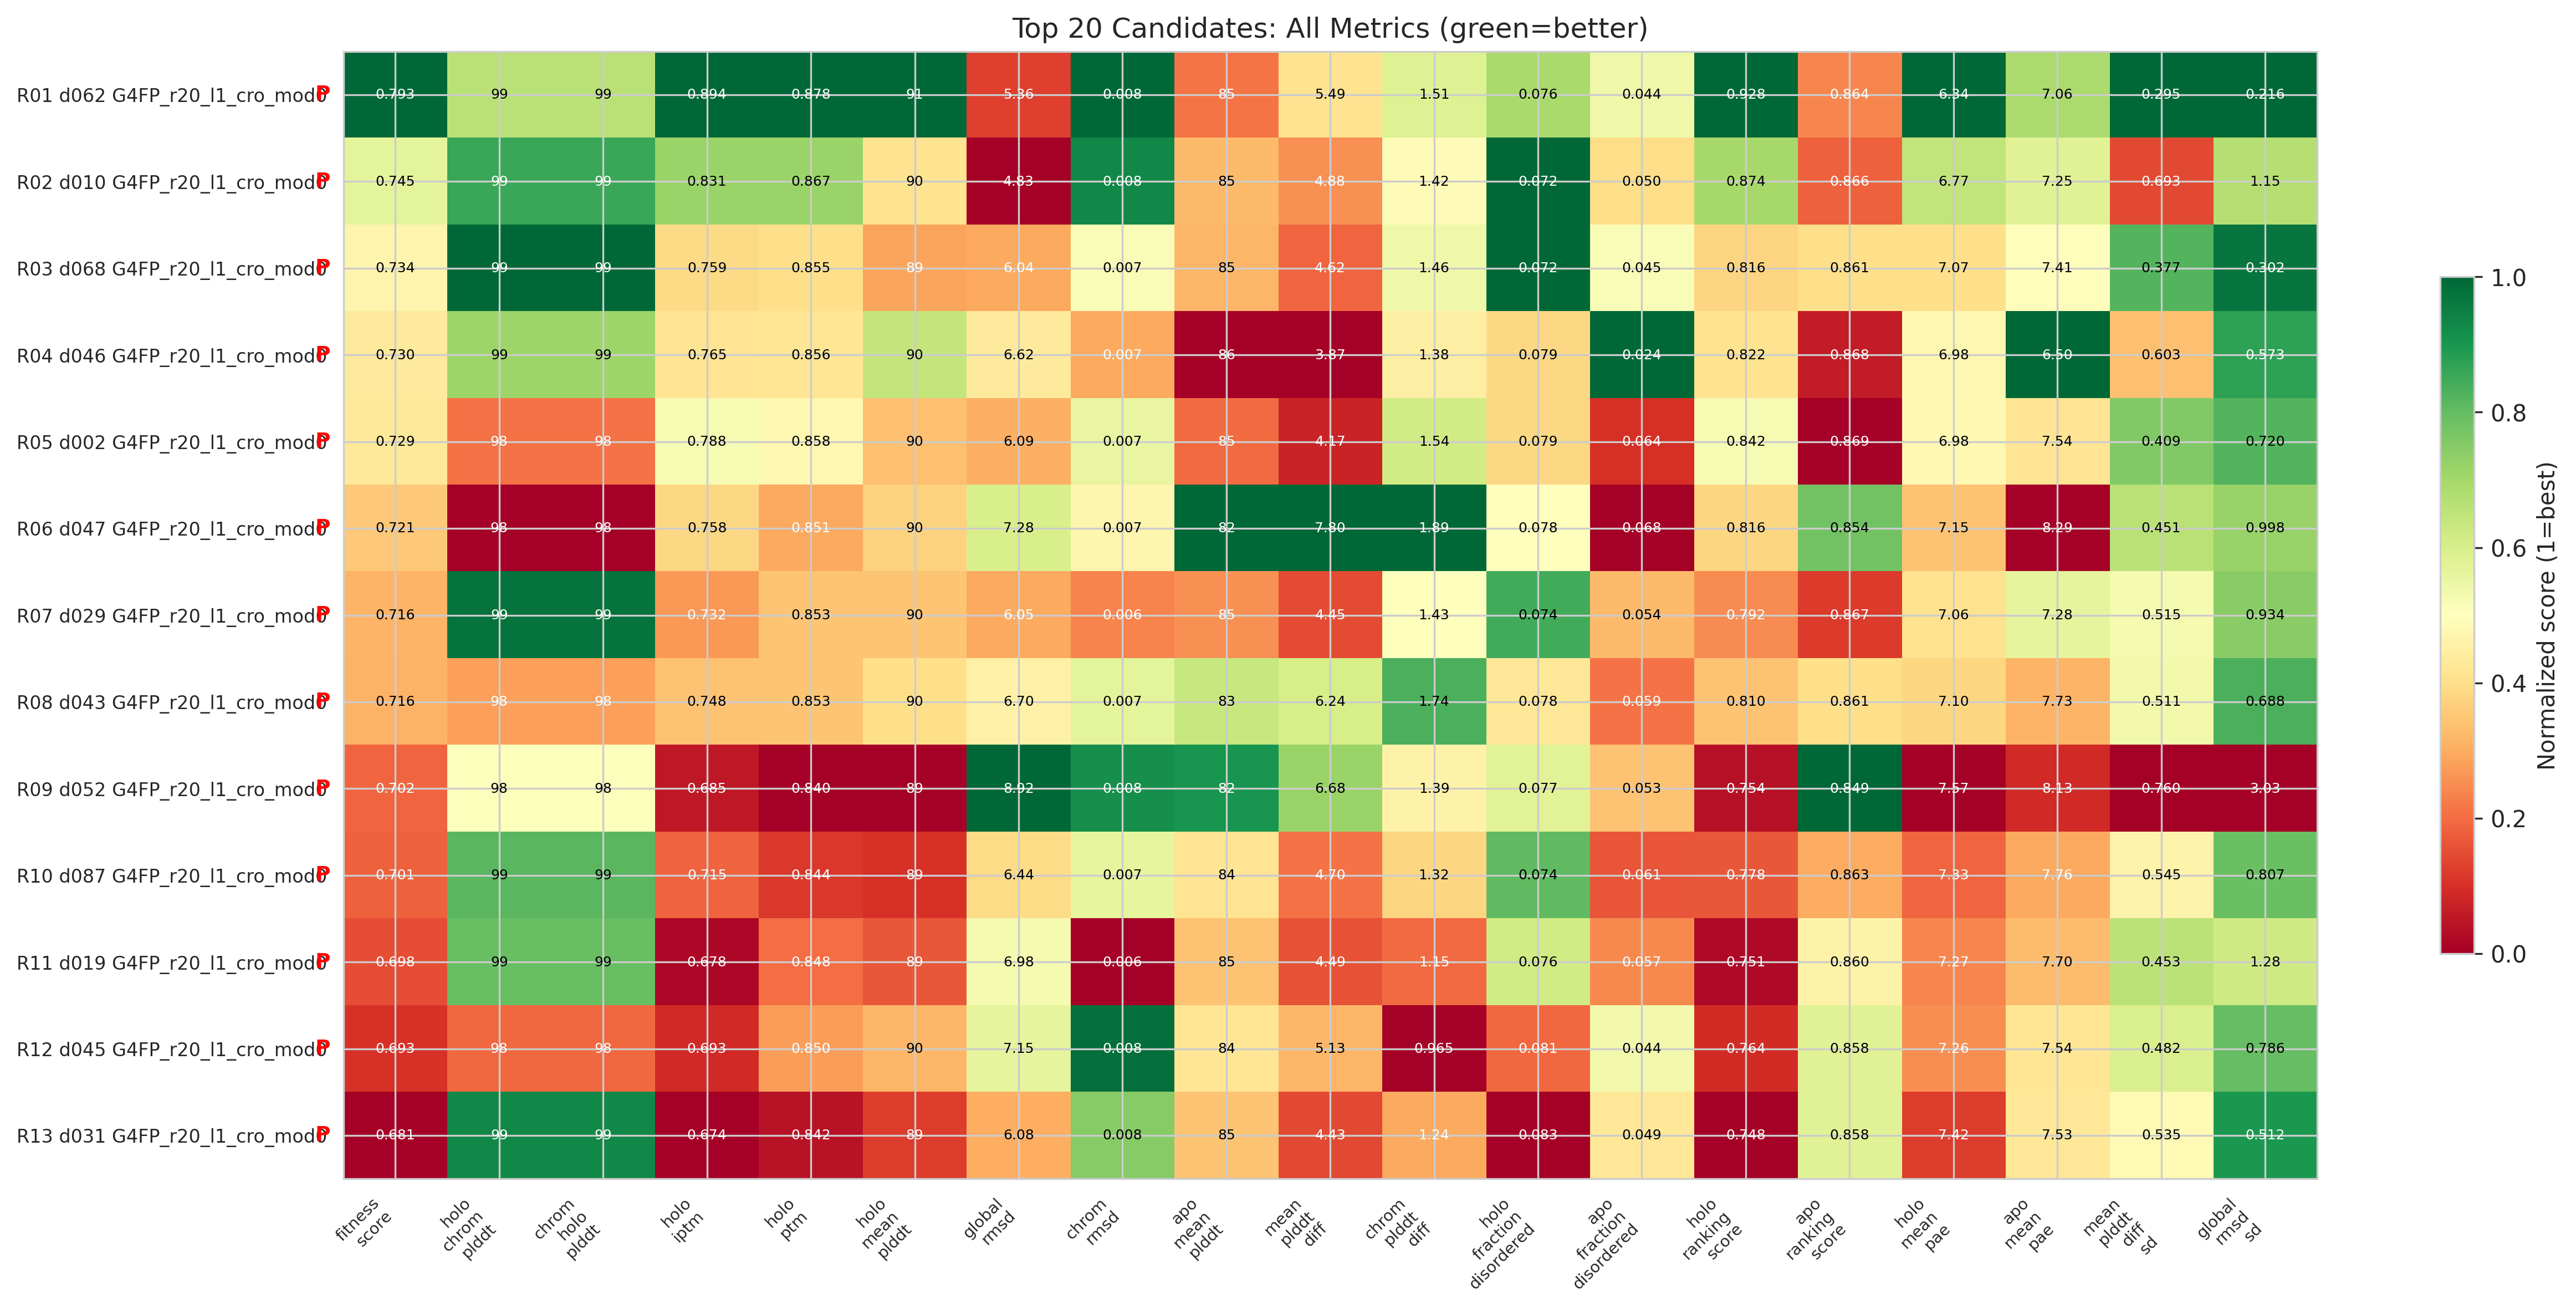 Top 20 Candidates: All Metrics (green=better)
R01 d062 G4FP_r20_l1_cro_mod0 P 0.793 99 99 0.894 0.878 91 5.36 0.008 85 5.49 1.51 0.076 0.044 0.928 0.864 6.34 7.06 0.295 0.216
R02 d010 G4FP_r20_l1_cro_mod0 P 0.745 99 99 0.831 0.867 90 4.83 0.008 85 4.88 1.42 0.072 0.050 0.874 0.866 6.77 7.25 0.693 1.15
R03 d068 G4FP_r20_l1_cro_mod0 P 0.734 99 99 0.759 0.855 89 6.04 0.007 85 4.62 1.46 0.072 0.045 0.816 0.861 7.07 7.41 0.377 0.302
R04 d046 G4FP_r20_l1_cro_mod0 P 0.730 99 99 0.765 0.856 90 6.62 0.007 86 3.87 1.38 0.079 0.024 0.822 0.868 6.98 6.50 0.603 0.573
R05 d002 G4FP_r20_l1_cro_mod0 P 0.729 98 98 0.788 0.858 90 6.09 0.007 85 4.17 1.54 0.079 0.064 0.842 0.869 6.98 7.54 0.409 0.720
R06 d047 G4FP_r20_l1_cro_mod0 P 0.721 98 98 0.758 0.851 90 7.28 0.007 82 7.80 1.89 0.078 0.068 0.816 0.854 7.15 8.29 0.451 0.998
R07 d029 G4FP_r20_l1_cro_mod0 P 0.716 99 99 0.732 0.853 90 6.05 0.006 85 4.45 1.43 0.074 0.054 0.792 0.867 7.06 7.28 0.515 0.934
R08 d043 G4FP_r20_l1_cro_mod0 P 0.716 98 98 0.748 0.853 90 6.70 0.007 83 6.24 1.74 0.078 0.059 0.810 0.861 7.10 7.73 0.511 0.688
R09 d052 G4FP_r20_l1_cro_mod0 P 0.702 98 98 0.685 0.840 89 8.92 0.008 82 6.68 1.39 0.077 0.053 0.754 0.849 7.57 8.13 0.760 3.03
R10 d087 G4FP_r20_l1_cro_mod0 P 0.701 99 99 0.715 0.844 89 6.44 0.007 84 4.70 1.32 0.074 0.061 0.778 0.863 7.33 7.76 0.545 0.807
R11 d019 G4FP_r20_l1_cro_mod0 P 0.698 99 99 0.678 0.848 89 6.98 0.006 85 4.49 1.15 0.076 0.057 0.751 0.860 7.27 7.70 0.453 1.28
R12 d045 G4FP_r20_l1_cro_mod0 P 0.693 98 98 0.693 0.850 90 7.15 0.008 84 5.13 0.965 0.081 0.044 0.764 0.858 7.26 7.54 0.482 0.786
R13 d031 G4FP_r20_l1_cro_mod0 P 0.681 99 99 0.674 0.842 89 6.08 0.008 85 4.43 1.24 0.083 0.049 0.748 0.858 7.42 7.53 0.535 0.512
fitness
score
holo
chrom
plddt
chrom
holo
plddt
holo
iptm
holo
ptm
holo
mean
plddt
global
rmsd
chrom
rmsd
apo
mean
plddt
mean
plddt
diff
chrom
plddt
diff
holo
fraction
disordered
apo
fraction
disordered
holo
ranking
score
apo
ranking
score
holo
mean
pae
apo
mean
pae
mean
plddt
diff
sd
global
rmsd
sd
1.0
0.8
0.6
0.4
0.2
0.0
Normalized score (1=best)